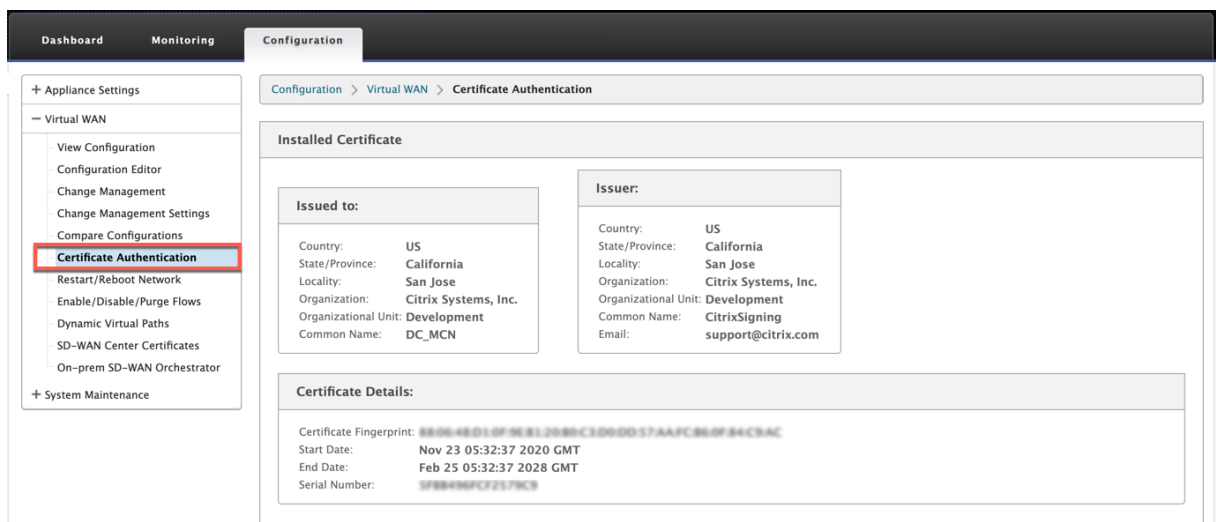 Dashboard Monitoring Configuration
+ Appliance Settings
− Virtual WAN
View Configuration
Configuration Editor
Change Management
Change Management Settings
Compare Configurations
Certificate Authentication
Restart/Reboot Network
Enable/Disable/Purge Flows
Dynamic Virtual Paths
SD-WAN Center Certificates
On-prem SD-WAN Orchestrator
+ System Maintenance
Configuration > Virtual WAN > Certificate Authentication
Installed Certificate
Issued to:
Country: US
State/Province: California
Locality: San Jose
Organization: Citrix Systems, Inc.
Organizational Unit: Development
Common Name: DC_MCN
Issuer:
Country: US
State/Province: California
Locality: San Jose
Organization: Citrix Systems, Inc.
Organizational Unit: Development
Common Name: CitrixSigning
Email: support@citrix.com
Certificate Details:
Certificate Fingerprint:
Start Date: Nov 23 05:32:37 2020 GMT
End Date: Feb 25 05:32:37 2028 GMT
Serial Number: